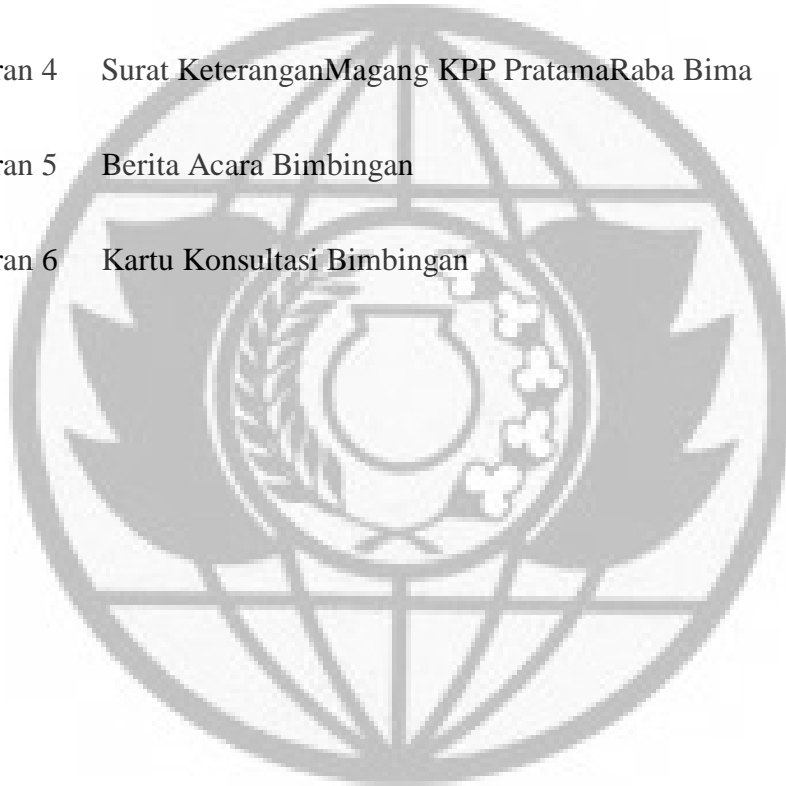 ran 4 Surat KeteranganMagang KPP PratamaRaba Bima
ran 5 Berita Acara Bimbingan
ran 6 Kartu Konsultasi Bimbingan